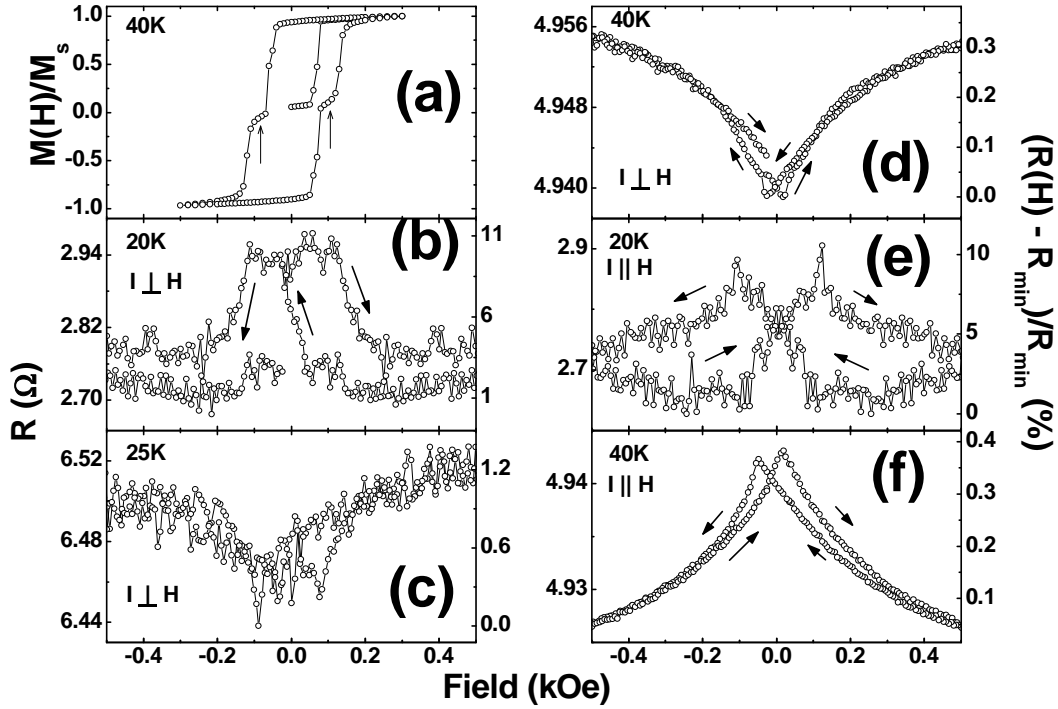 M(H)/Ms
1.0
0.5
0.0
-0.5
-1.0
40K
(a)
R (Ω)
2.94
2.82
2.70
20K
I ⊥ H
(b)
11
6
1
6.52
6.48
6.44
25K
I ⊥ H
(c)
1.2
0.6
0.0
-0.4 -0.2 0.0 0.2 0.4
4.956
4.948
4.940
40K
I ⊥ H
(d)
0.3
0.2
0.1
0.0
2.9
2.7
20K
I || H
(e)
10
5
0
4.94
4.93
40K
I || H
(f)
0.4
0.3
0.2
0.1
-0.4 -0.2 0.0 0.2 0.4
(R(H) - Rmin)/Rmin (%)
Field (kOe)